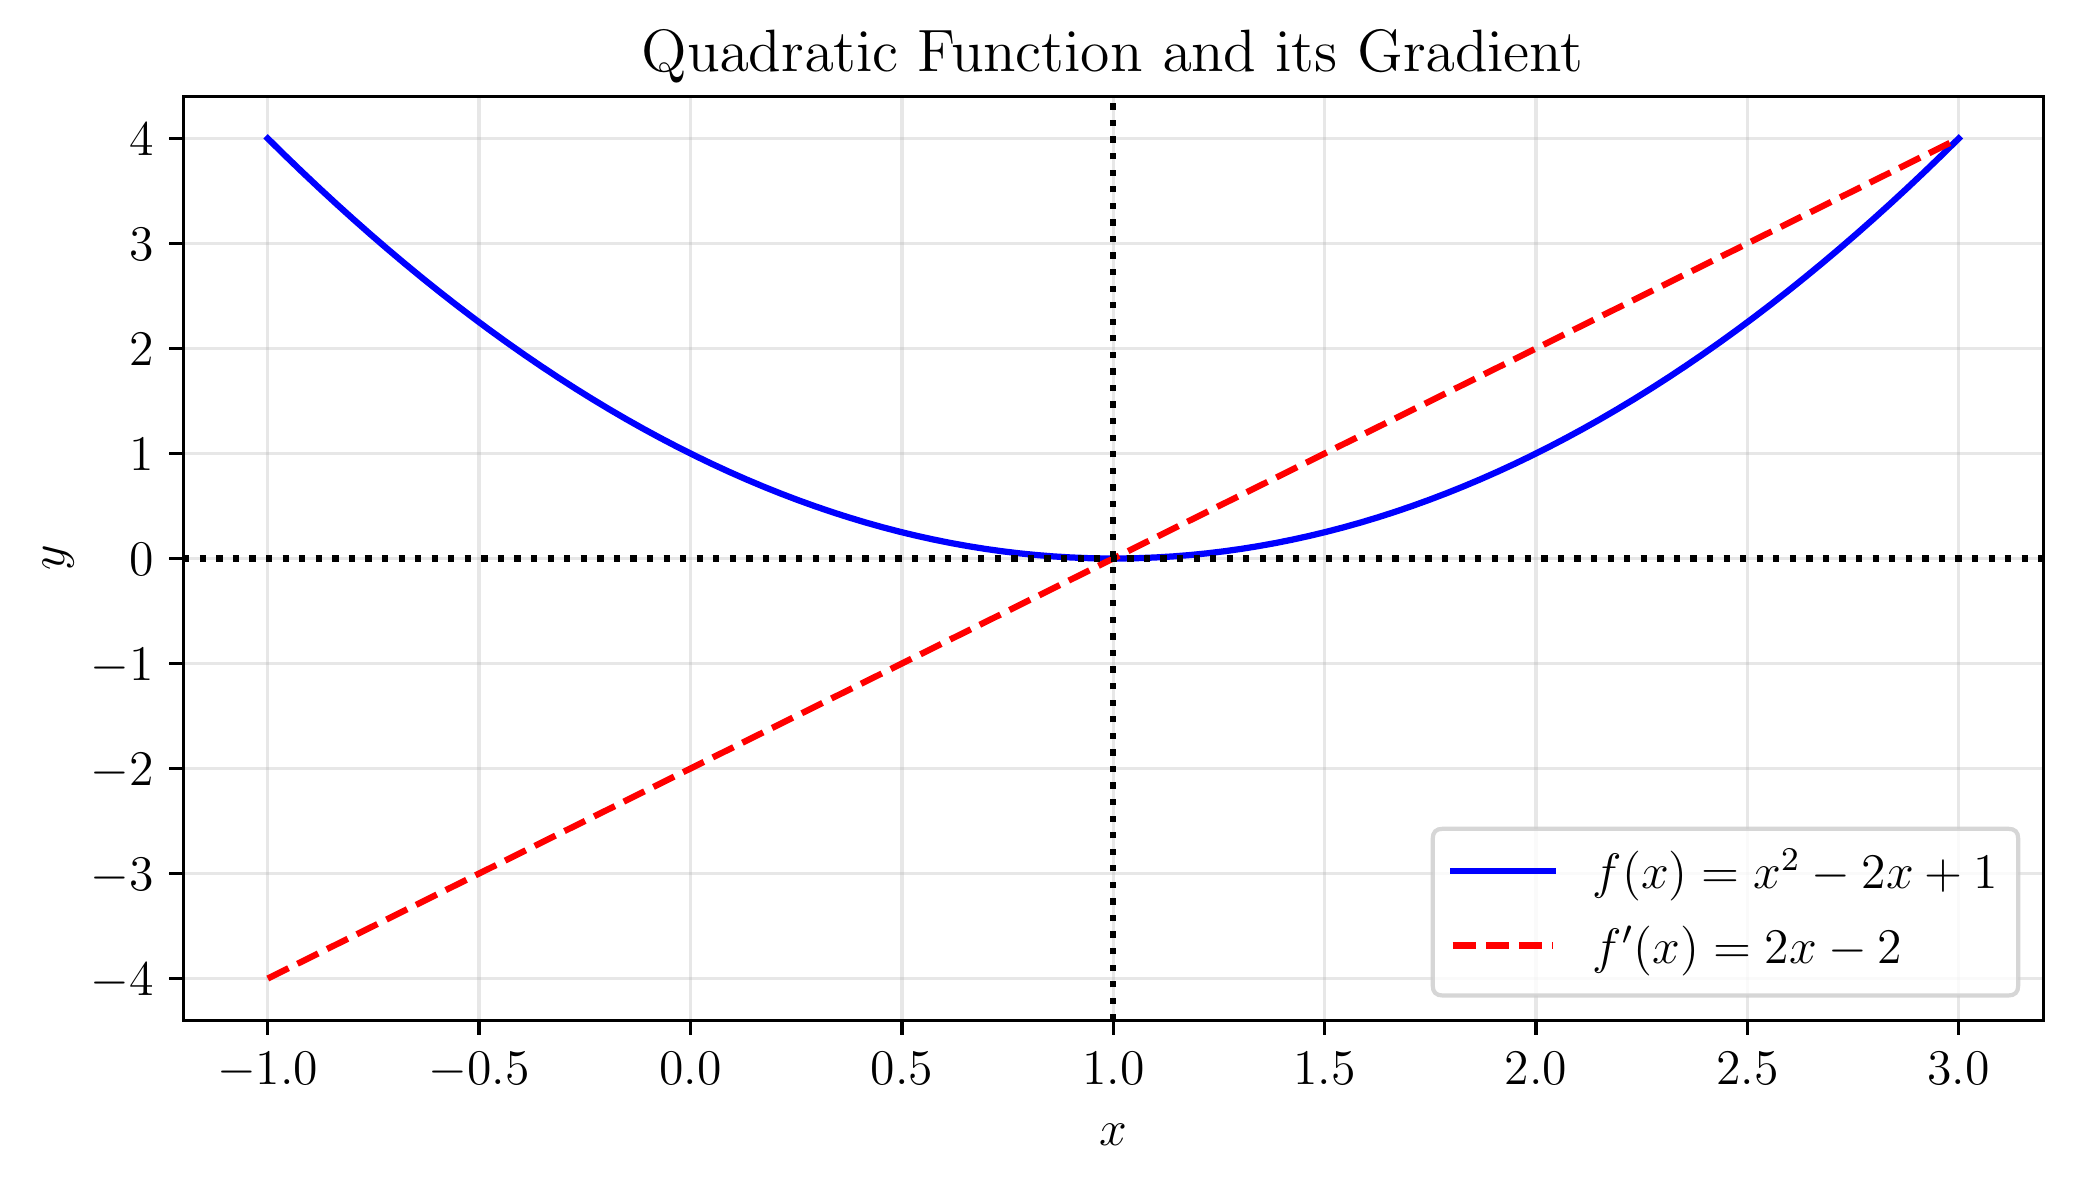 Quadratic Function and its Gradient
4
3
2
1
0
−1
−2
−3
−4
y
f(x) = x² − 2x + 1
f′(x) = 2x − 2
−1.0 −0.5 0.0 0.5 1.0 1.5 2.0 2.5 3.0
x